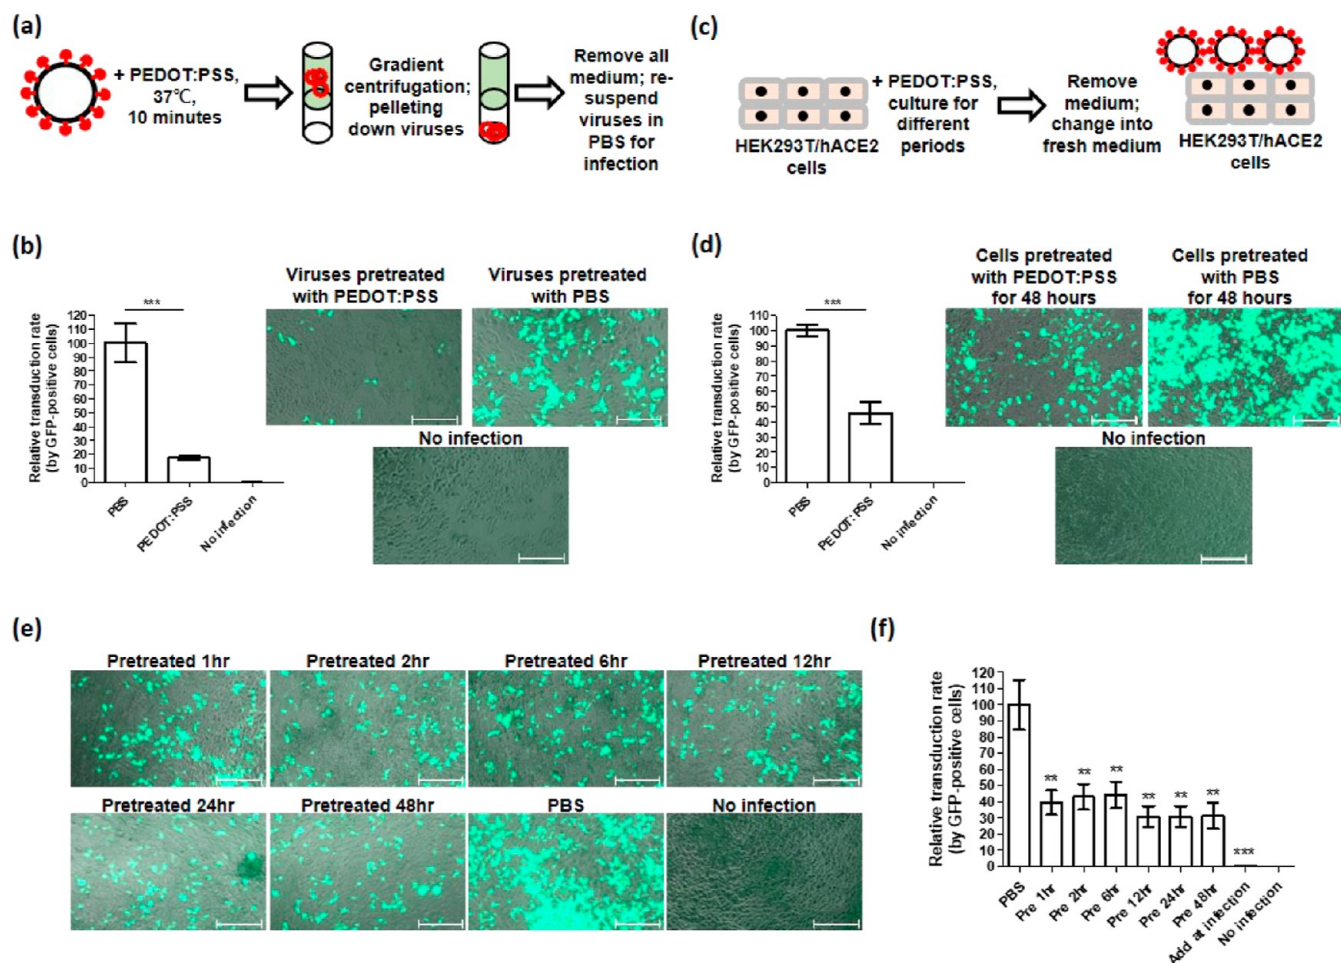 (a)
+ PEDOT:PSS,
37℃,
10 minutes
Gradient
centrifugation;
pelleting
down viruses
Remove all
medium; re-
suspend
viruses in
PBS for
infection
(c)
HEK293T/hACE2
cells
+ PEDOT:PSS,
culture for
different
periods
Remove
medium;
change into
fresh medium
HEK293T/hACE2
cells
(b)
Relative transduction rate
(by GFP-positive cells)
120
110
100
90
80
70
60
50
40
30
20
10
0
***
PBS
PEDOT:PSS
No infection
Viruses pretreated
with PEDOT:PSS
Viruses pretreated
with PBS
No infection
(d)
Relative transduction rate
(by GFP-positive cells)
110
100
90
80
70
60
50
40
30
20
10
0
***
PBS
PEDOT:PSS
No infection
Cells pretreated
with PEDOT:PSS
for 48 hours
Cells pretreated
with PBS
for 48 hours
No infection
(e)
Pretreated 1hr
Pretreated 2hr
Pretreated 6hr
Pretreated 12hr
Pretreated 24hr
Pretreated 48hr
PBS
No infection
(f)
Relative transduction rate
(by GFP-positive cells)
120
110
100
90
80
70
60
50
40
30
20
10
0
**
**
**
**
**
**
***
PBS
Pre 1hr
Pre 2hr
Pre 6hr
Pre 12hr
Pre 24hr
Pre 48hr
Add at infection
No infection